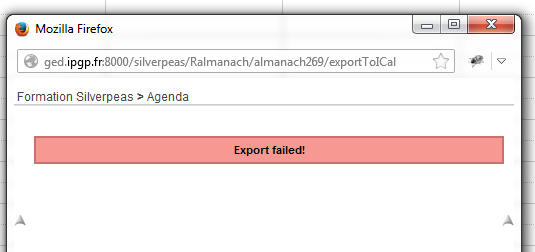 Mozilla Firefox
ged.ipgp.fr:8000/silverpeas/Ralmanach/almanach269/exportToICal
Formation Silverpeas > Agenda
Export failed!